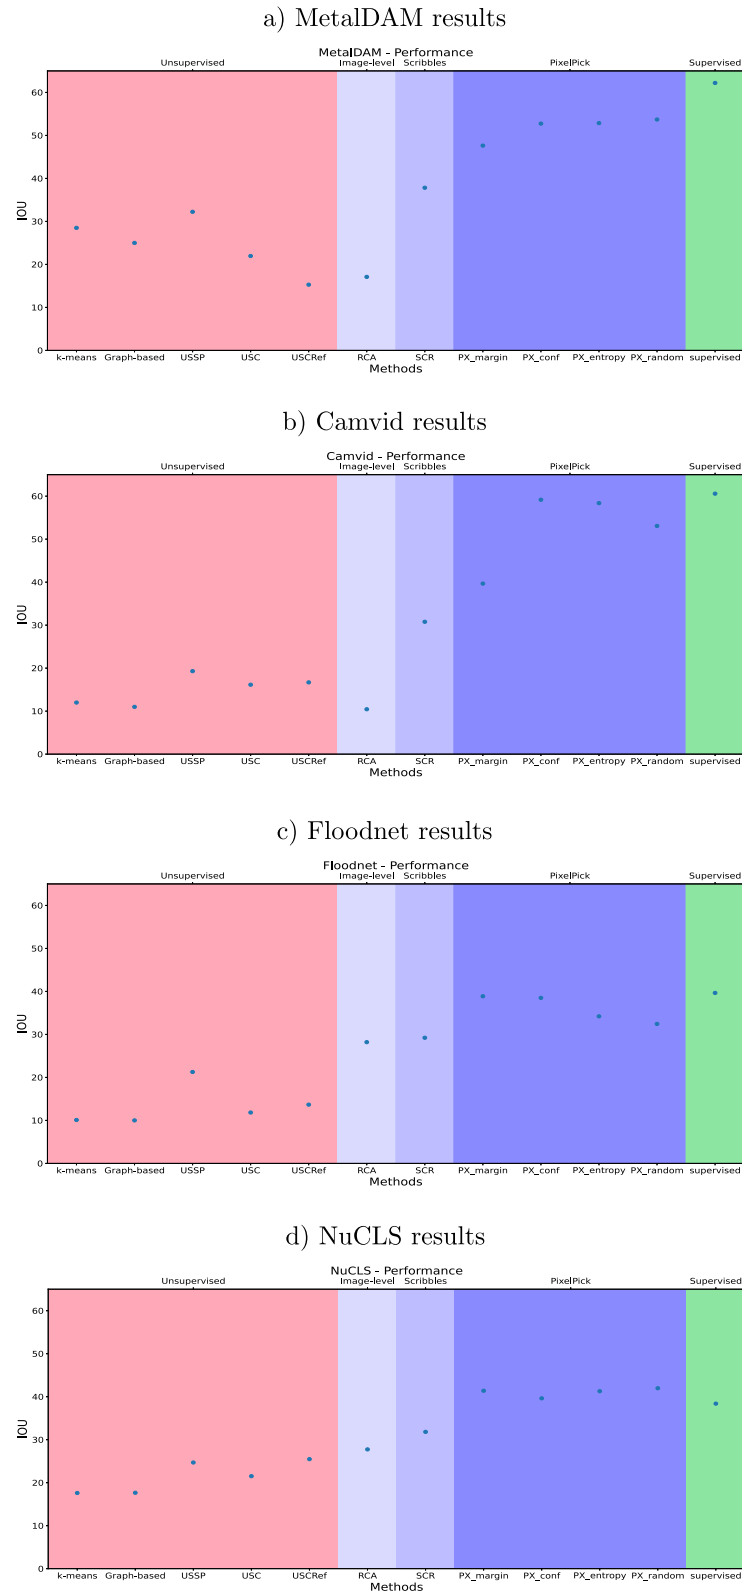 a) MetalDAM results
MetalDAM - Performance
Unsupervised Image-level Scribbles PixelPick Supervised
60
50
40
30
20
10
0
IOU
k-means Graph-based USSP USC USCRef RCA SCR PX_margin PX_conf PX_entropy PX_random supervised
Methods
b) Camvid results
Camvid - Performance
Unsupervised Image-level Scribbles PixelPick Supervised
60
50
40
30
20
10
0
IOU
k-means Graph-based USSP USC USCRef RCA SCR PX_margin PX_conf PX_entropy PX_random supervised
Methods
c) Floodnet results
Floodnet - Performance
Unsupervised Image-level Scribbles PixelPick Supervised
60
50
40
30
20
10
0
IOU
k-means Graph-based USSP USC USCRef RCA SCR PX_margin PX_conf PX_entropy PX_random supervised
Methods
d) NuCLS results
NuCLS - Performance
Unsupervised Image-level Scribbles PixelPick Supervised
60
50
40
30
20
10
0
IOU
k-means Graph-based USSP USC USCRef RCA SCR PX_margin PX_conf PX_entropy PX_random supervised
Methods